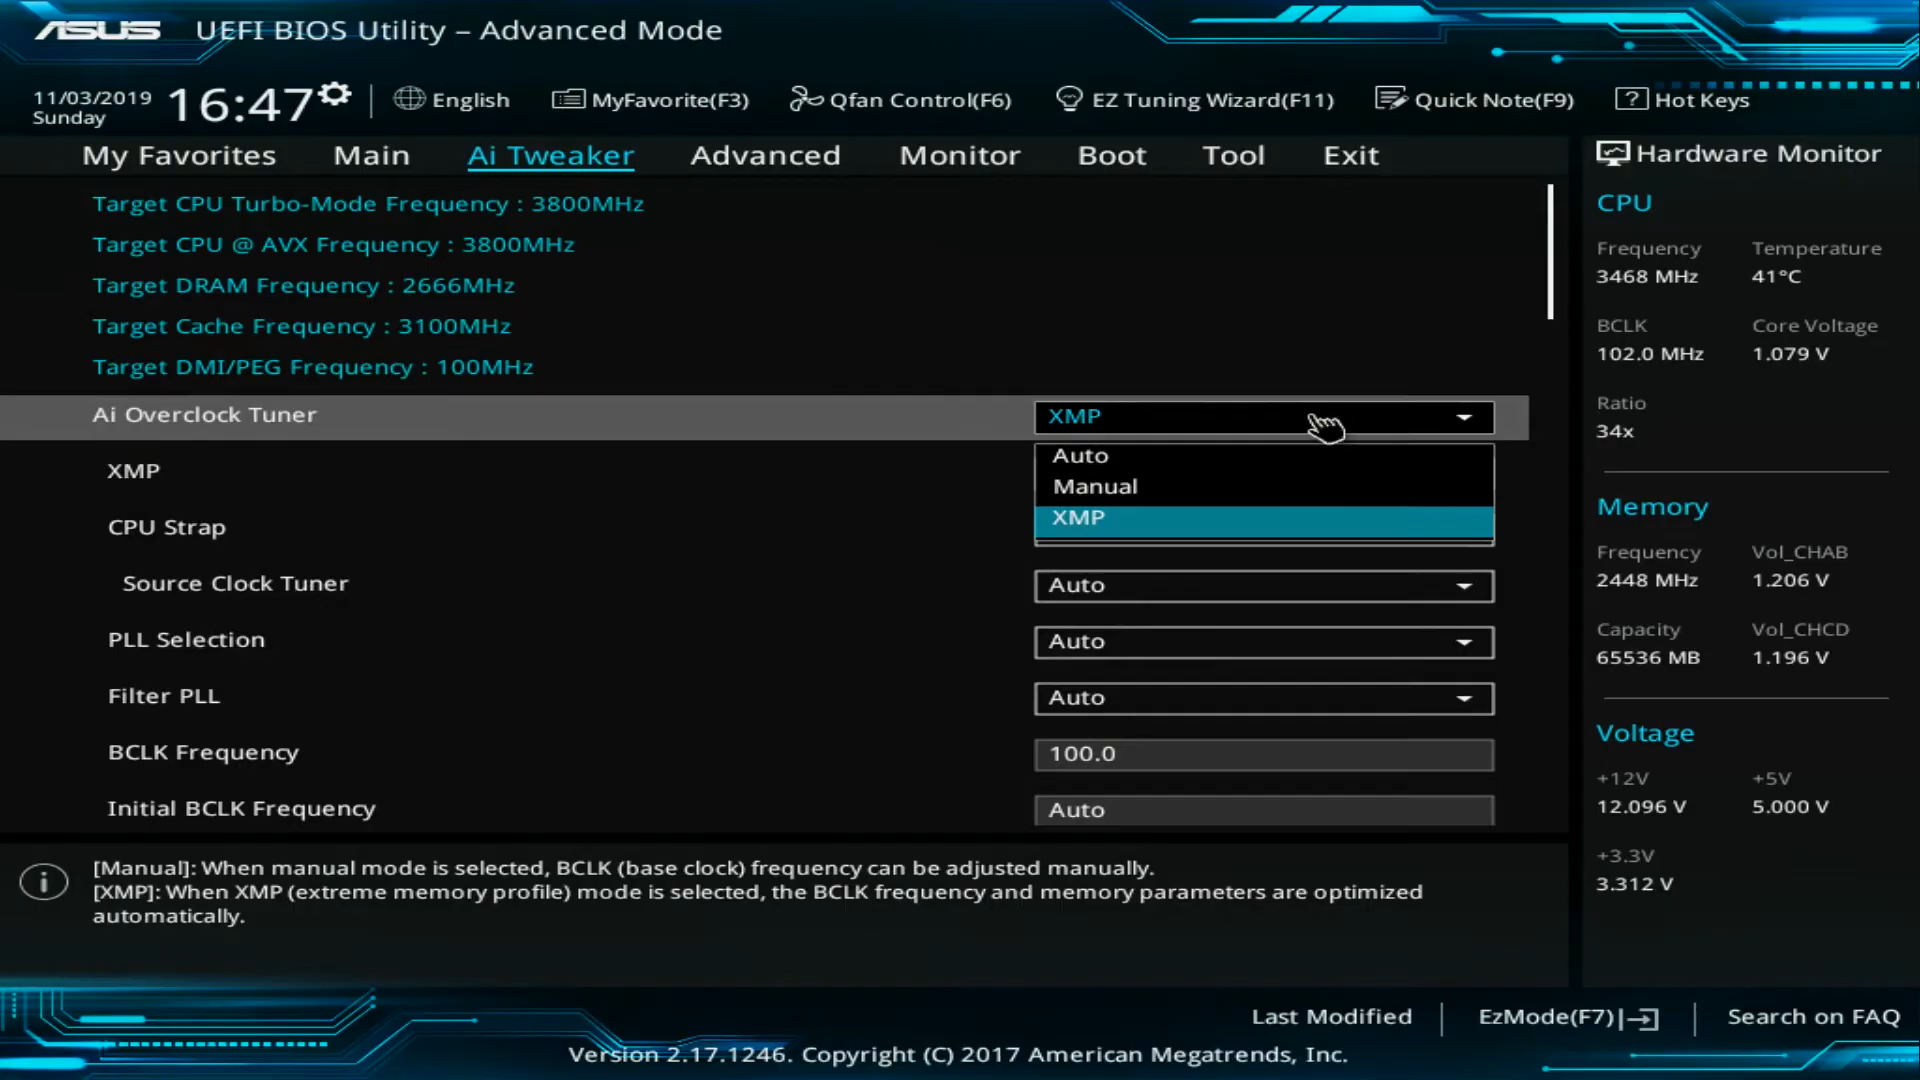 ASUS UEFI BIOS Utility – Advanced Mode
11/03/2019
Sunday
16:47
English
MyFavorite(F3)
Qfan Control(F6)
EZ Tuning Wizard(F11)
Quick Note(F9)
? Hot Keys
My Favorites Main Ai Tweaker Advanced Monitor Boot Tool Exit
Target CPU Turbo-Mode Frequency : 3800MHz
Target CPU @ AVX Frequency : 3800MHz
Target DRAM Frequency : 2666MHz
Target Cache Frequency : 3100MHz
Target DMI/PEG Frequency : 100MHz
Ai Overclock Tuner XMP
Auto
Manual
XMP
XMP
CPU Strap
Source Clock Tuner Auto
PLL Selection Auto
Filter PLL Auto
BCLK Frequency 100.0
Initial BCLK Frequency Auto
[Manual]: When manual mode is selected, BCLK (base clock) frequency can be adjusted manually.
[XMP]: When XMP (extreme memory profile) mode is selected, the BCLK frequency and memory parameters are optimized
automatically.
Hardware Monitor
CPU
Frequency Temperature
3468 MHz 41°C
BCLK Core Voltage
102.0 MHz 1.079 V
Ratio
34x
Memory
Frequency Vol_CHAB
2448 MHz 1.206 V
Capacity Vol_CHCD
65536 MB 1.196 V
Voltage
+12V +5V
12.096 V 5.000 V
+3.3V
3.312 V
Last Modified
EzMode(F7)
Search on FAQ
Version 2.17.1246. Copyright (C) 2017 American Megatrends, Inc.